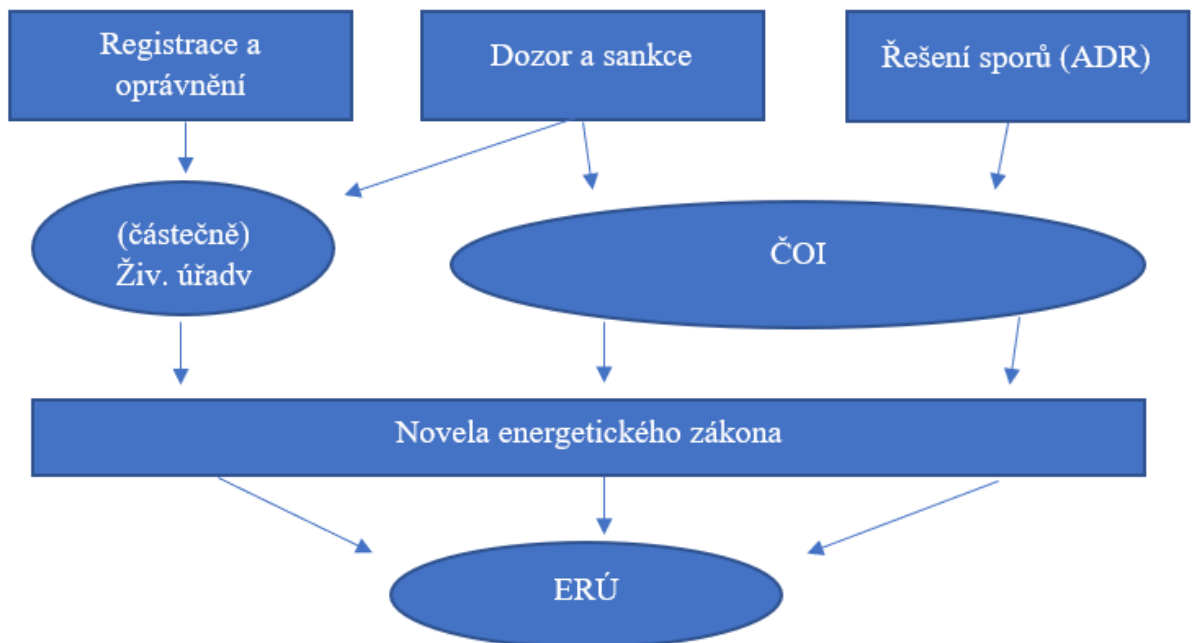 Registrace a
oprávnění
Dozor a sankce
Řešení sporů (ADR)
(částečně)
Živ. úřadv
ČOI
Novela energetického zákona
ERÚ